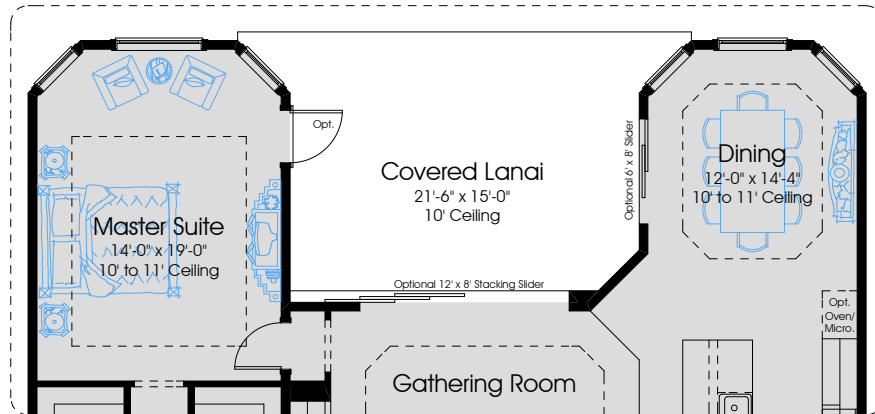 Opt.
Covered Lanai
21'-6" x 15'-0"
10' Ceiling
Optional 6' x 8' Slider
Dining
12'-0" x 14'-4"
10' to 11' Ceiling
Master Suite
14'-0" x 19'-0"
10' to 11' Ceiling
Optional 12' x 8' Stacking Slider
Opt.
Oven/
Micro.
Gathering Room